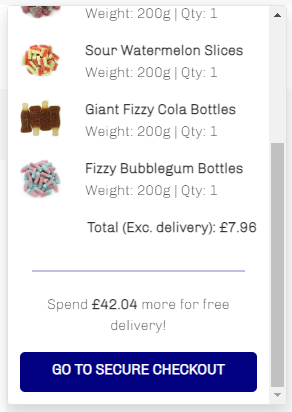 Weight: 200g | Qty: 1
Sour Watermelon Slices
Weight: 200g | Qty: 1
Giant Fizzy Cola Bottles
Weight: 200g | Qty: 1
Fizzy Bubblegum Bottles
Weight: 200g | Qty: 1
Total (Exc. delivery): £7.96
Spend £42.04 more for free
delivery!
GO TO SECURE CHECKOUT